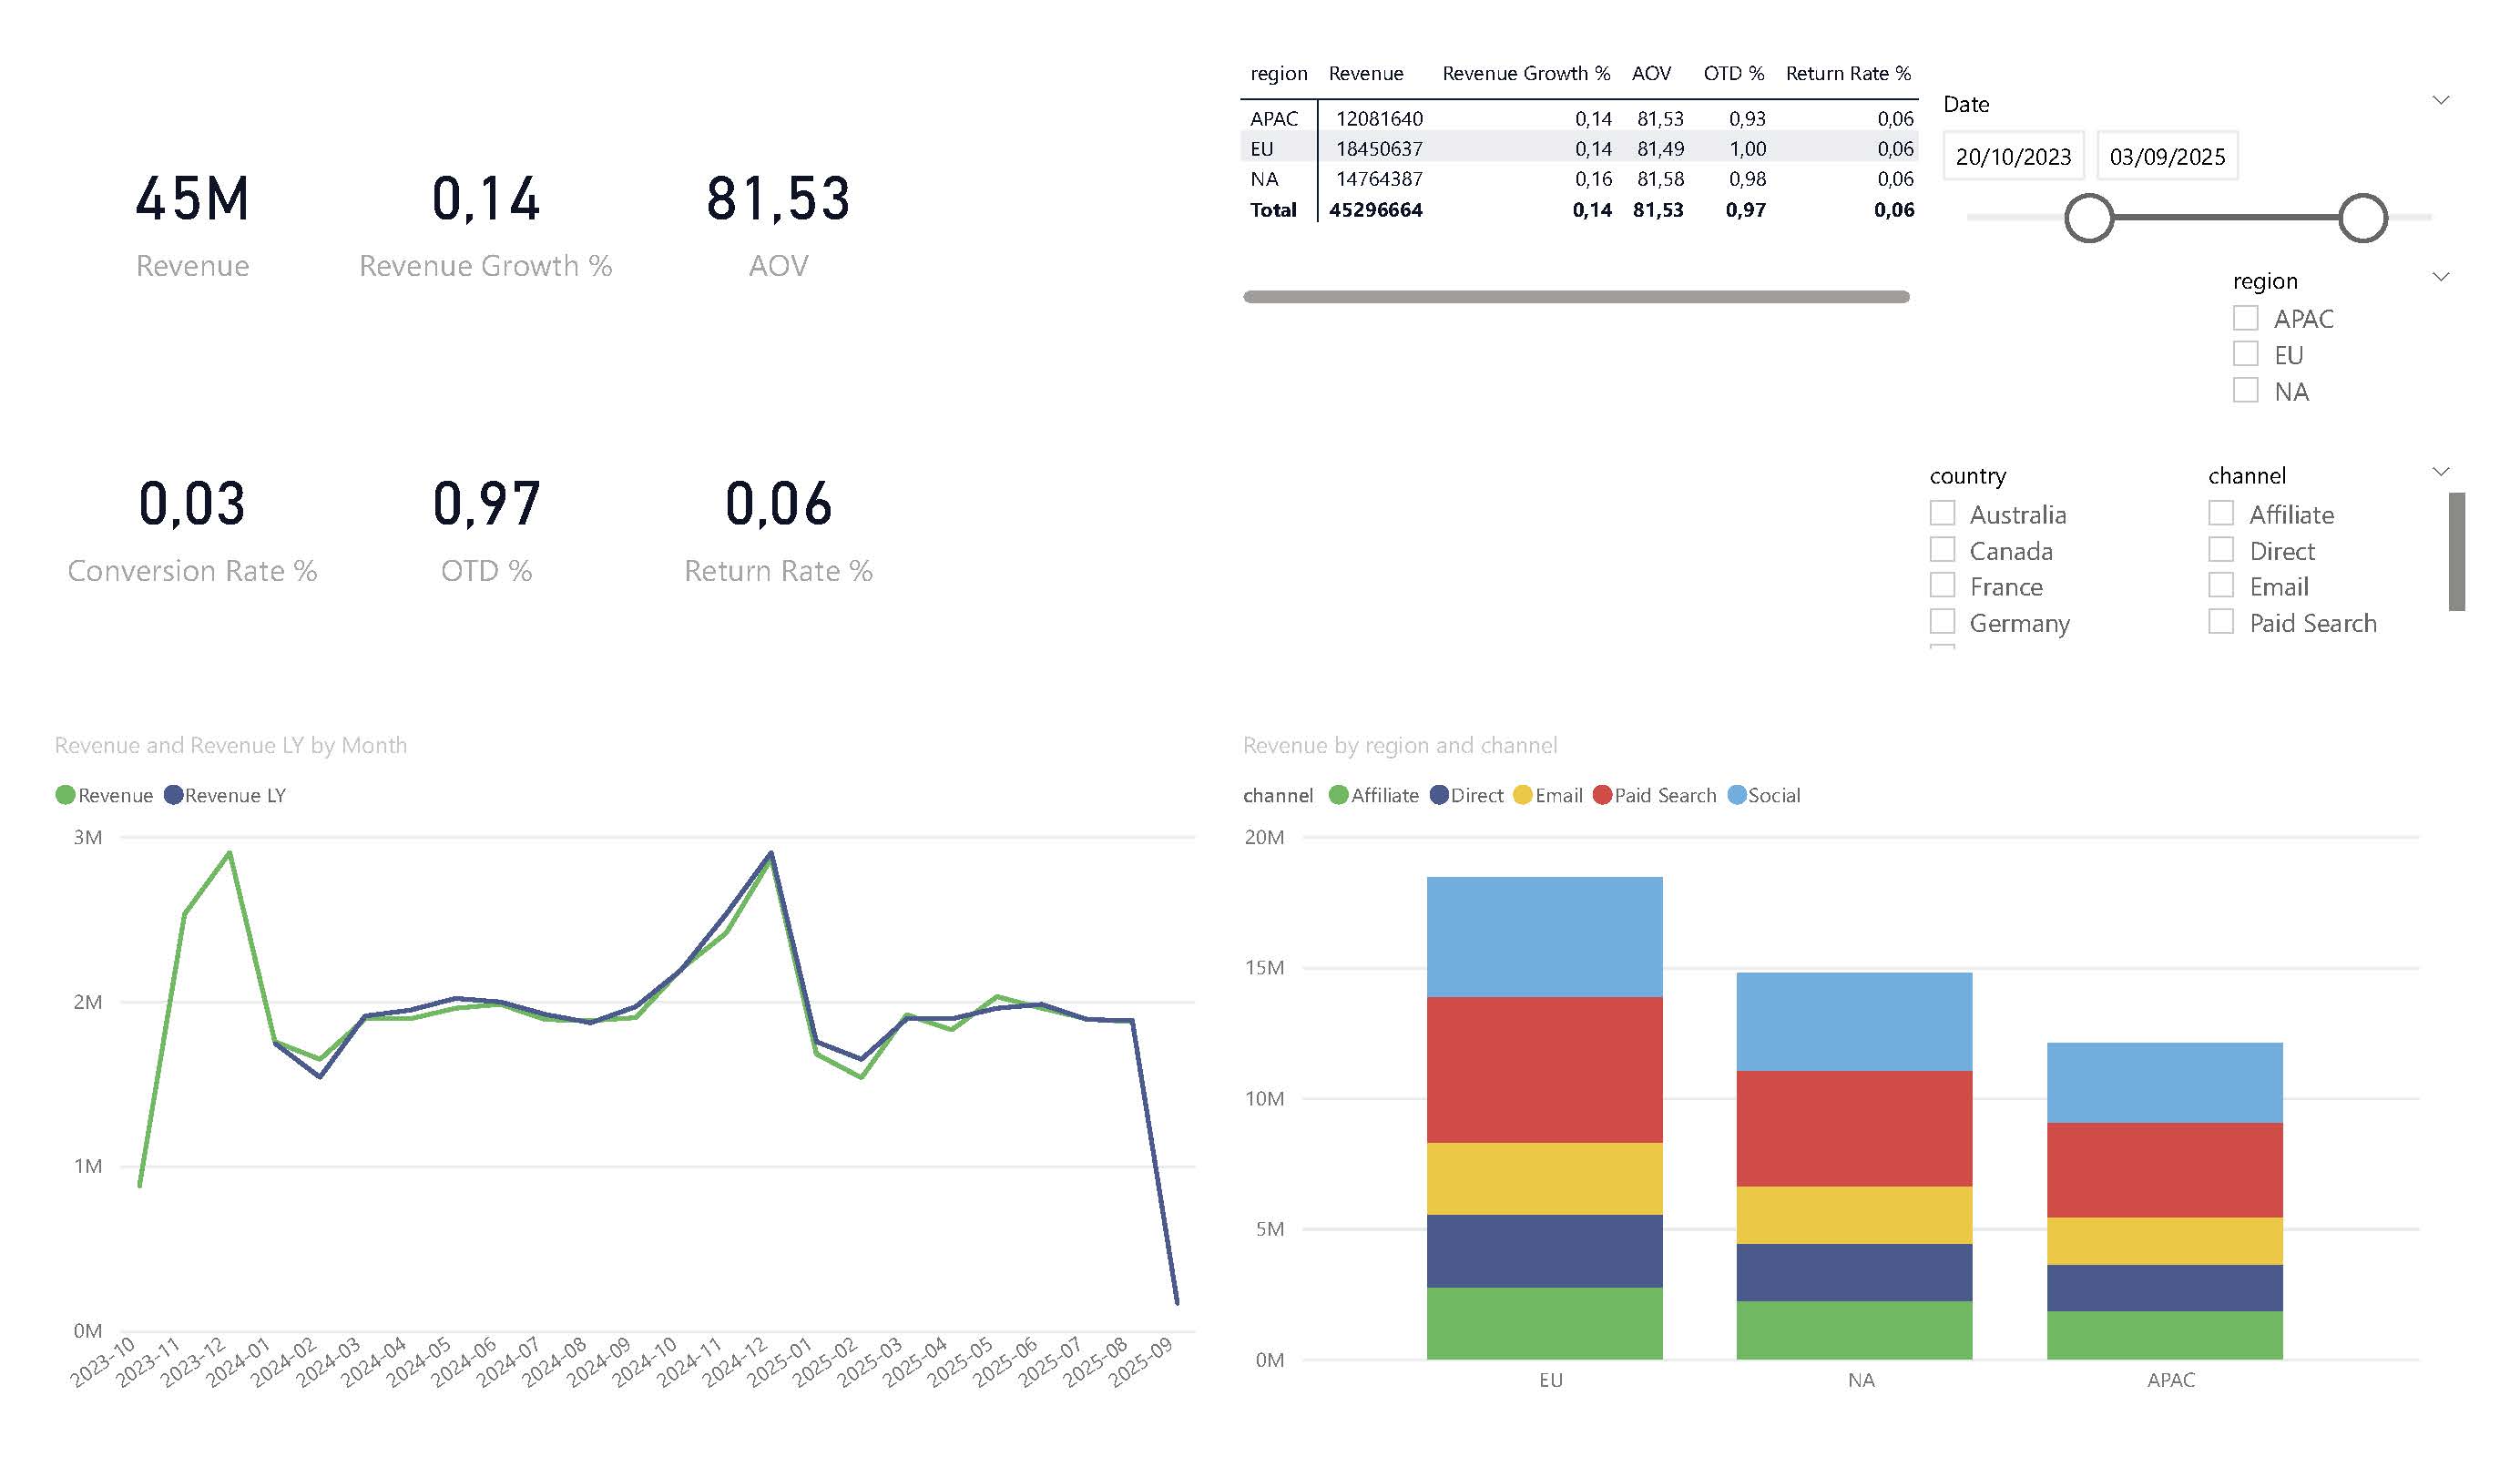 45M
Revenue
0,14
Revenue Growth %
81,53
AOV
0,03
Conversion Rate %
0,97
OTD %
0,06
Return Rate %
region Revenue Revenue Growth % AOV OTD % Return Rate %
APAC 12081640 0,14 81,53 0,93 0,06
EU 18450637 0,14 81,49 1,00 0,06
NA 14764387 0,16 81,58 0,98 0,06
Total 45296664 0,14 81,53 0,97 0,06
Date
20/10/2023 03/09/2025
region
APAC
EU
NA
country
Australia
Canada
France
Germany
channel
Affiliate
Direct
Email
Paid Search
Revenue and Revenue LY by Month
Revenue Revenue LY
3M
2M
1M
0M
2023-10
2023-11
2023-12
2024-01
2024-02
2024-03
2024-04
2024-05
2024-06
2024-07
2024-08
2024-09
2024-10
2024-11
2024-12
2025-01
2025-02
2025-03
2025-04
2025-05
2025-06
2025-07
2025-08
2025-09
Revenue by region and channel
channel Affiliate Direct Email Paid Search Social
20M
15M
10M
5M
0M
EU
NA
APAC